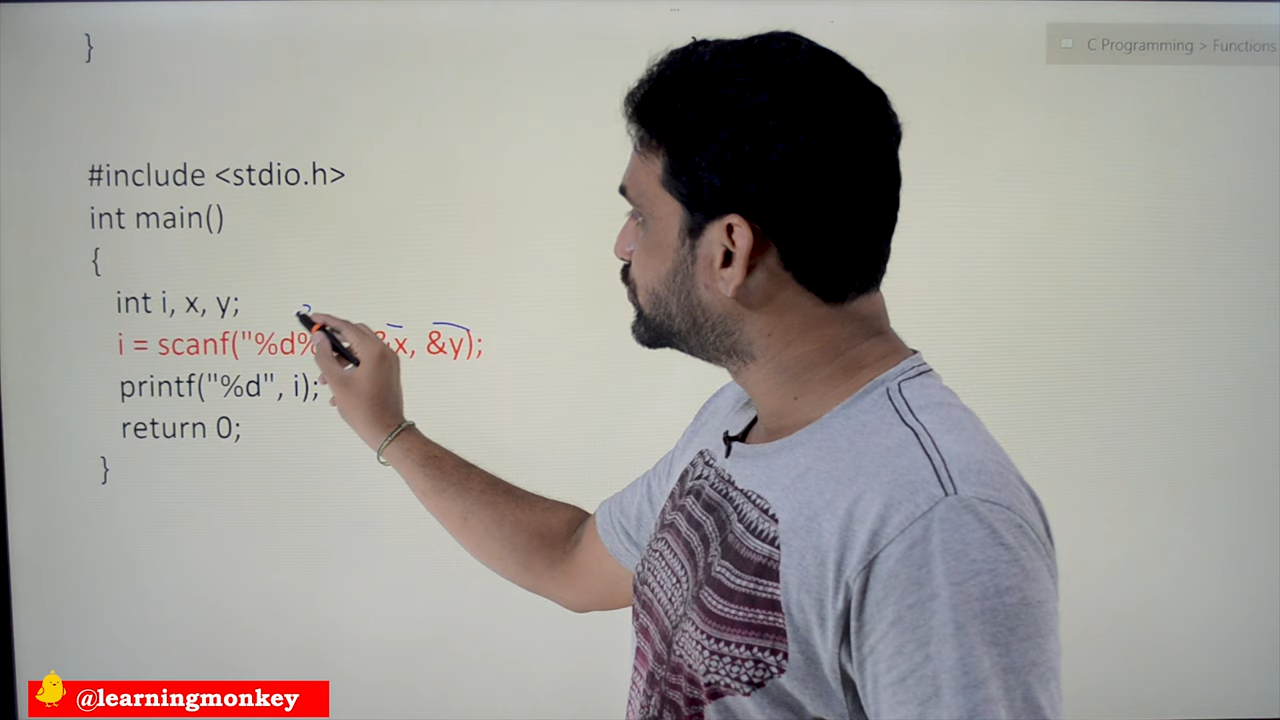 C Programming > Functions
}
#include <stdio.h>
int main()
{
int i, x, y;
i = scanf("%d% x, &y);
printf("%d", i);
return 0;
}
@learningmonkey